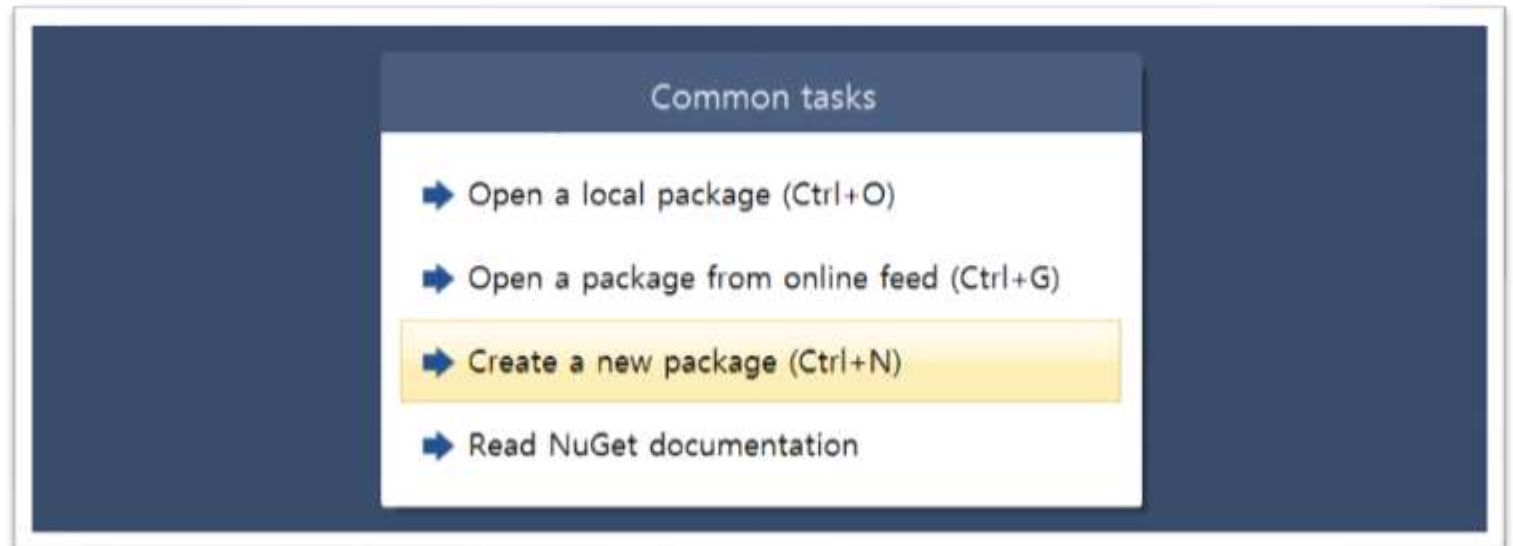 Common tasks
Open a local package (Ctrl+O)
Open a package from online feed (Ctrl+G)
Create a new package (Ctrl+N)
Read NuGet documentation